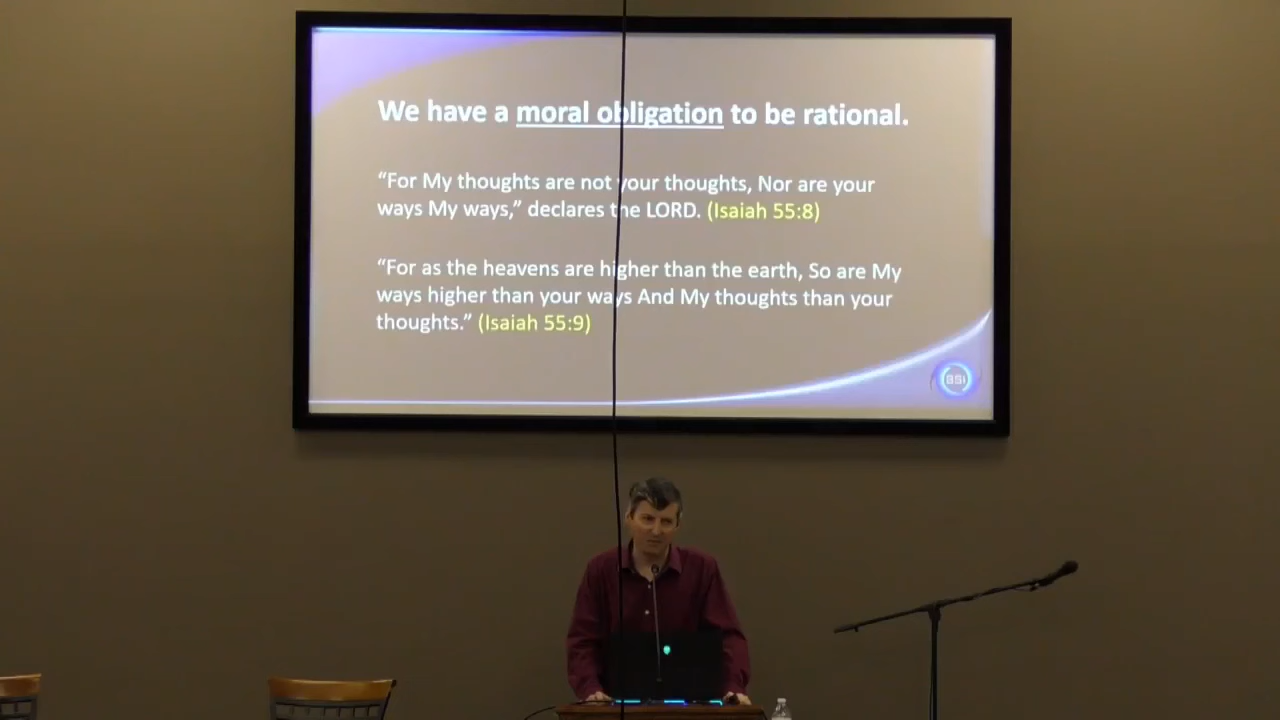 We have a moral obligation to be rational.
“For My thoughts are not your thoughts, Nor are your
ways My ways,” declares the LORD. (Isaiah 55:8)
“For as the heavens are higher than the earth, So are My
ways higher than your ways And My thoughts than your
thoughts.” (Isaiah 55:9)
BSI